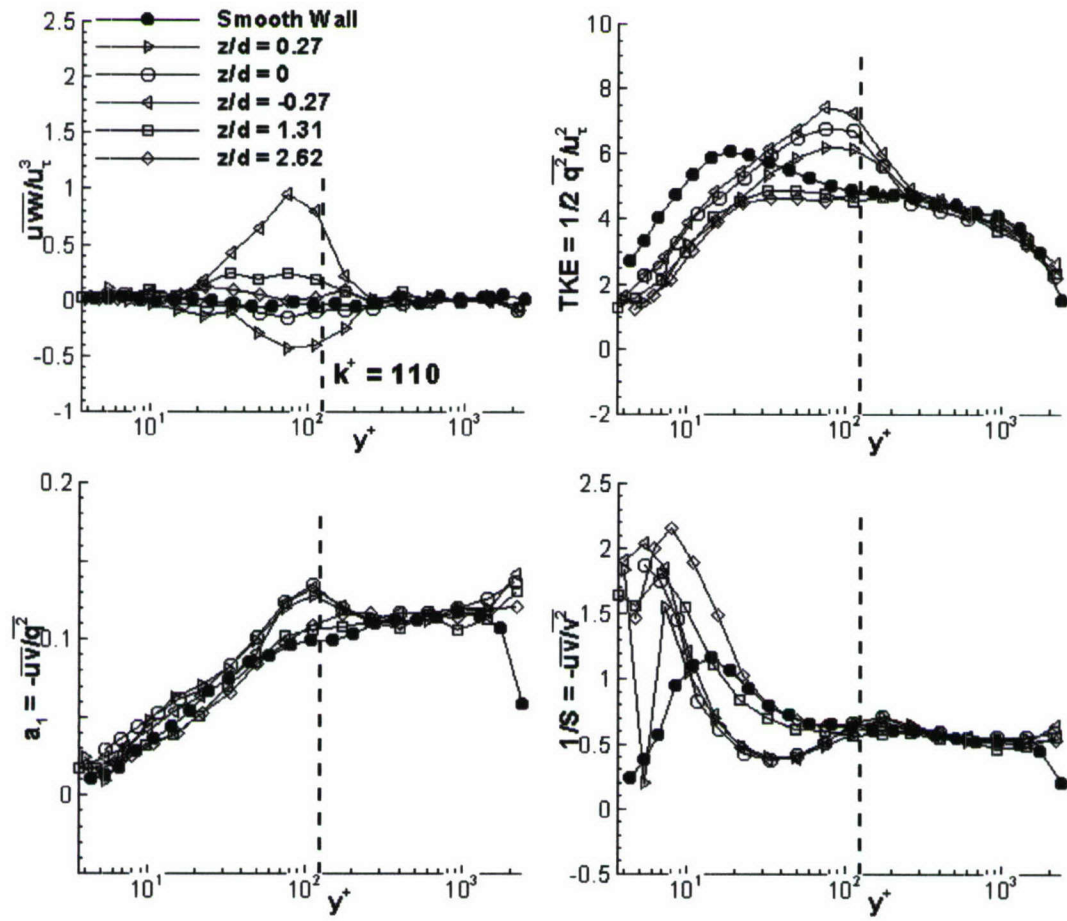 2.5
2
1.5
1
0.5
0
-0.5
-1
uvw/u³τ
Smooth Wall
z/d = 0.27
z/d = 0
z/d = -0.27
z/d = 1.31
z/d = 2.62
k⁺ = 110
10¹
10²
10³
y⁺
10
8
6
4
2
0
-2
TKE = 1/2 q²/u²τ
10¹
10²
10³
y⁺
0.2
0.1
0
a₁ = -uv/q²
10¹
10²
10³
y⁺
2.5
2
1.5
1
0.5
0
-0.5
1/S = -uv/v²
10¹
10²
10³
y⁺